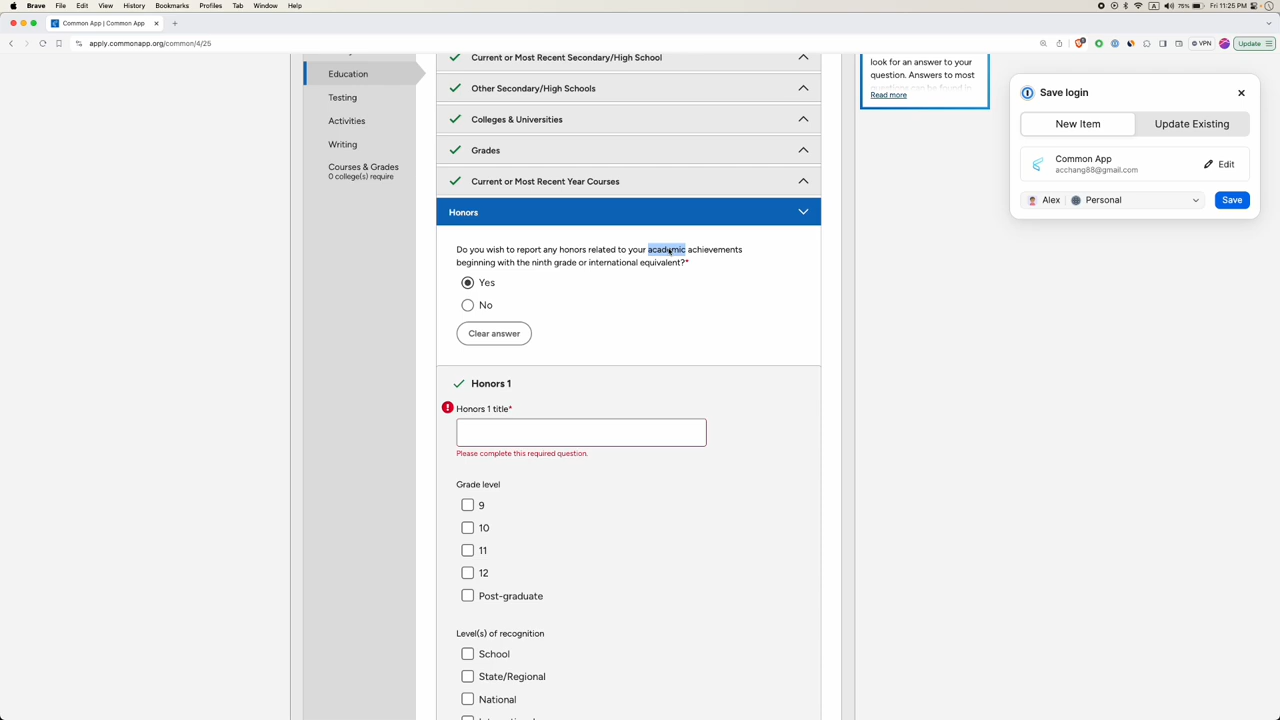 Brave File Edit View History Bookmarks Profiles Tab Window Help
75% Fri 11:25 PM
Common App | Common App
apply.commonapp.org/common/4/25
VPN
Update
Education
Testing
Activities
Writing
Courses & Grades
0 college(s) require
Current or Most Recent Secondary/High School
Other Secondary/High Schools
Colleges & Universities
Grades
Current or Most Recent Year Courses
Honors
Do you wish to report any honors related to your academic achievements
beginning with the ninth grade or international equivalent?*
Yes
No
Clear answer
Honors 1
Honors 1 title*
Please complete this required question.
Grade level
9
10
11
12
Post-graduate
Level(s) of recognition
School
State/Regional
National
look for an answer to your
question. Answers to most
Read more
Save login
New Item
Update Existing
Common App
acchang88@gmail.com
Edit
Alex
Personal
Save